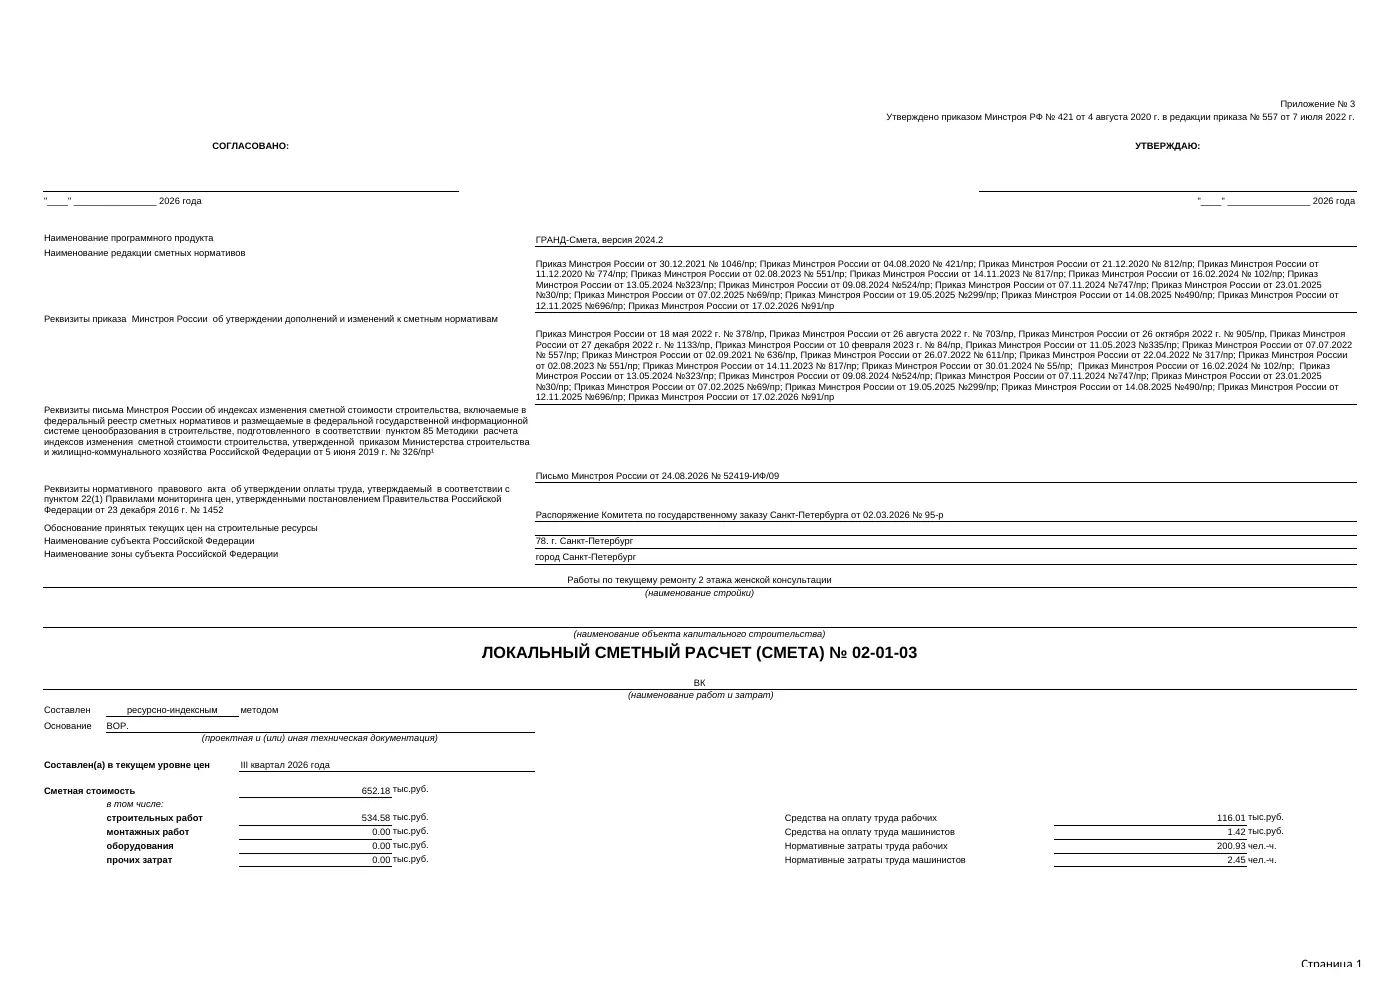 Приложение № 3
Утверждено приказом Минстроя РФ № 421 от 4 августа 2020 г. в редакции приказа № 557 от 7 июля 2022 г.
СОГЛАСОВАНО:
УТВЕРЖДАЮ:
"____" ________________ 2026 года
"____" ________________ 2026 года
Наименование программного продукта
ГРАНД-Смета, версия 2024.2
Наименование редакции сметных нормативов
Приказ Минстроя России от 30.12.2021 № 1046/пр; Приказ Минстроя России от 04.08.2020 № 421/пр; Приказ Минстроя России от 21.12.2020 № 812/пр; Приказ Минстроя России от
11.12.2020 № 774/пр; Приказ Минстроя России от 02.08.2023 № 551/пр; Приказ Минстроя России от 14.11.2023 № 817/пр; Приказ Минстроя России от 16.02.2024 № 102/пр; Приказ
Минстроя России от 13.05.2024 №323/пр; Приказ Минстроя России от 09.08.2024 №524/пр; Приказ Минстроя России от 07.11.2024 №747/пр; Приказ Минстроя России от 23.01.2025
№30/пр; Приказ Минстроя России от 07.02.2025 №69/пр; Приказ Минстроя России от 19.05.2025 №299/пр; Приказ Минстроя России от 14.08.2025 №490/пр; Приказ Минстроя России от
12.11.2025 №696/пр; Приказ Минстроя России от 17.02.2026 №91/пр
Реквизиты приказа Минстроя России об утверждении дополнений и изменений к сметным нормативам
Приказ Минстроя России от 18 мая 2022 г. № 378/пр, Приказ Минстроя России от 26 августа 2022 г. № 703/пр, Приказ Минстроя России от 26 октября 2022 г. № 905/пр, Приказ Минстроя
России от 27 декабря 2022 г. № 1133/пр, Приказ Минстроя России от 10 февраля 2023 г. № 84/пр, Приказ Минстроя России от 11.05.2023 №335/пр; Приказ Минстроя России от 07.07.2022
№ 557/пр; Приказ Минстроя России от 02.09.2021 № 636/пр, Приказ Минстроя России от 26.07.2022 № 611/пр; Приказ Минстроя России от 22.04.2022 № 317/пр; Приказ Минстроя России
от 02.08.2023 № 551/пр; Приказ Минстроя России от 14.11.2023 № 817/пр; Приказ Минстроя России от 30.01.2024 № 55/пр; Приказ Минстроя России от 16.02.2024 № 102/пр; Приказ
Минстроя России от 13.05.2024 №323/пр; Приказ Минстроя России от 09.08.2024 №524/пр; Приказ Минстроя России от 07.11.2024 №747/пр; Приказ Минстроя России от 23.01.2025
№30/пр; Приказ Минстроя России от 07.02.2025 №69/пр; Приказ Минстроя России от 19.05.2025 №299/пр; Приказ Минстроя России от 14.08.2025 №490/пр; Приказ Минстроя России от
12.11.2025 №696/пр; Приказ Минстроя России от 17.02.2026 №91/пр
Реквизиты письма Минстроя России об индексах изменения сметной стоимости строительства, включаемые в
федеральный реестр сметных нормативов и размещаемые в федеральной государственной информационной
системе ценообразования в строительстве, подготовленного в соответствии пунктом 85 Методики расчета
индексов изменения сметной стоимости строительства, утвержденной приказом Министерства строительства
и жилищно-коммунального хозяйства Российской Федерации от 5 июня 2019 г. № 326/пр¹
Письмо Минстроя России от 24.08.2026 № 52419-ИФ/09
Реквизиты нормативного правового акта об утверждении оплаты труда, утверждаемый в соответствии с
пунктом 22(1) Правилами мониторинга цен, утвержденными постановлением Правительства Российской
Федерации от 23 декабря 2016 г. № 1452
Распоряжение Комитета по государственному заказу Санкт-Петербурга от 02.03.2026 № 95-р
Обоснование принятых текущих цен на строительные ресурсы
Наименование субъекта Российской Федерации
78. г. Санкт-Петербург
Наименование зоны субъекта Российской Федерации
город Санкт-Петербург
Работы по текущему ремонту 2 этажа женской консультации
(наименование стройки)
(наименование объекта капитального строительства)
ЛОКАЛЬНЫЙ СМЕТНЫЙ РАСЧЕТ (СМЕТА) № 02-01-03
ВК
(наименование работ и затрат)
Составлен ресурсно-индексным методом
Основание ВОР.
(проектная и (или) иная техническая документация)
Составлен(а) в текущем уровне цен III квартал 2026 года
Сметная стоимость 652.18 тыс.руб.
в том числе:
строительных работ 534.58 тыс.руб. Средства на оплату труда рабочих 116.01 тыс.руб.
монтажных работ 0.00 тыс.руб. Средства на оплату труда машинистов 1.42 тыс.руб.
оборудования 0.00 тыс.руб. Нормативные затраты труда рабочих 200.93 чел.-ч.
прочих затрат 0.00 тыс.руб. Нормативные затраты труда машинистов 2.45 чел.-ч.
Страница 1